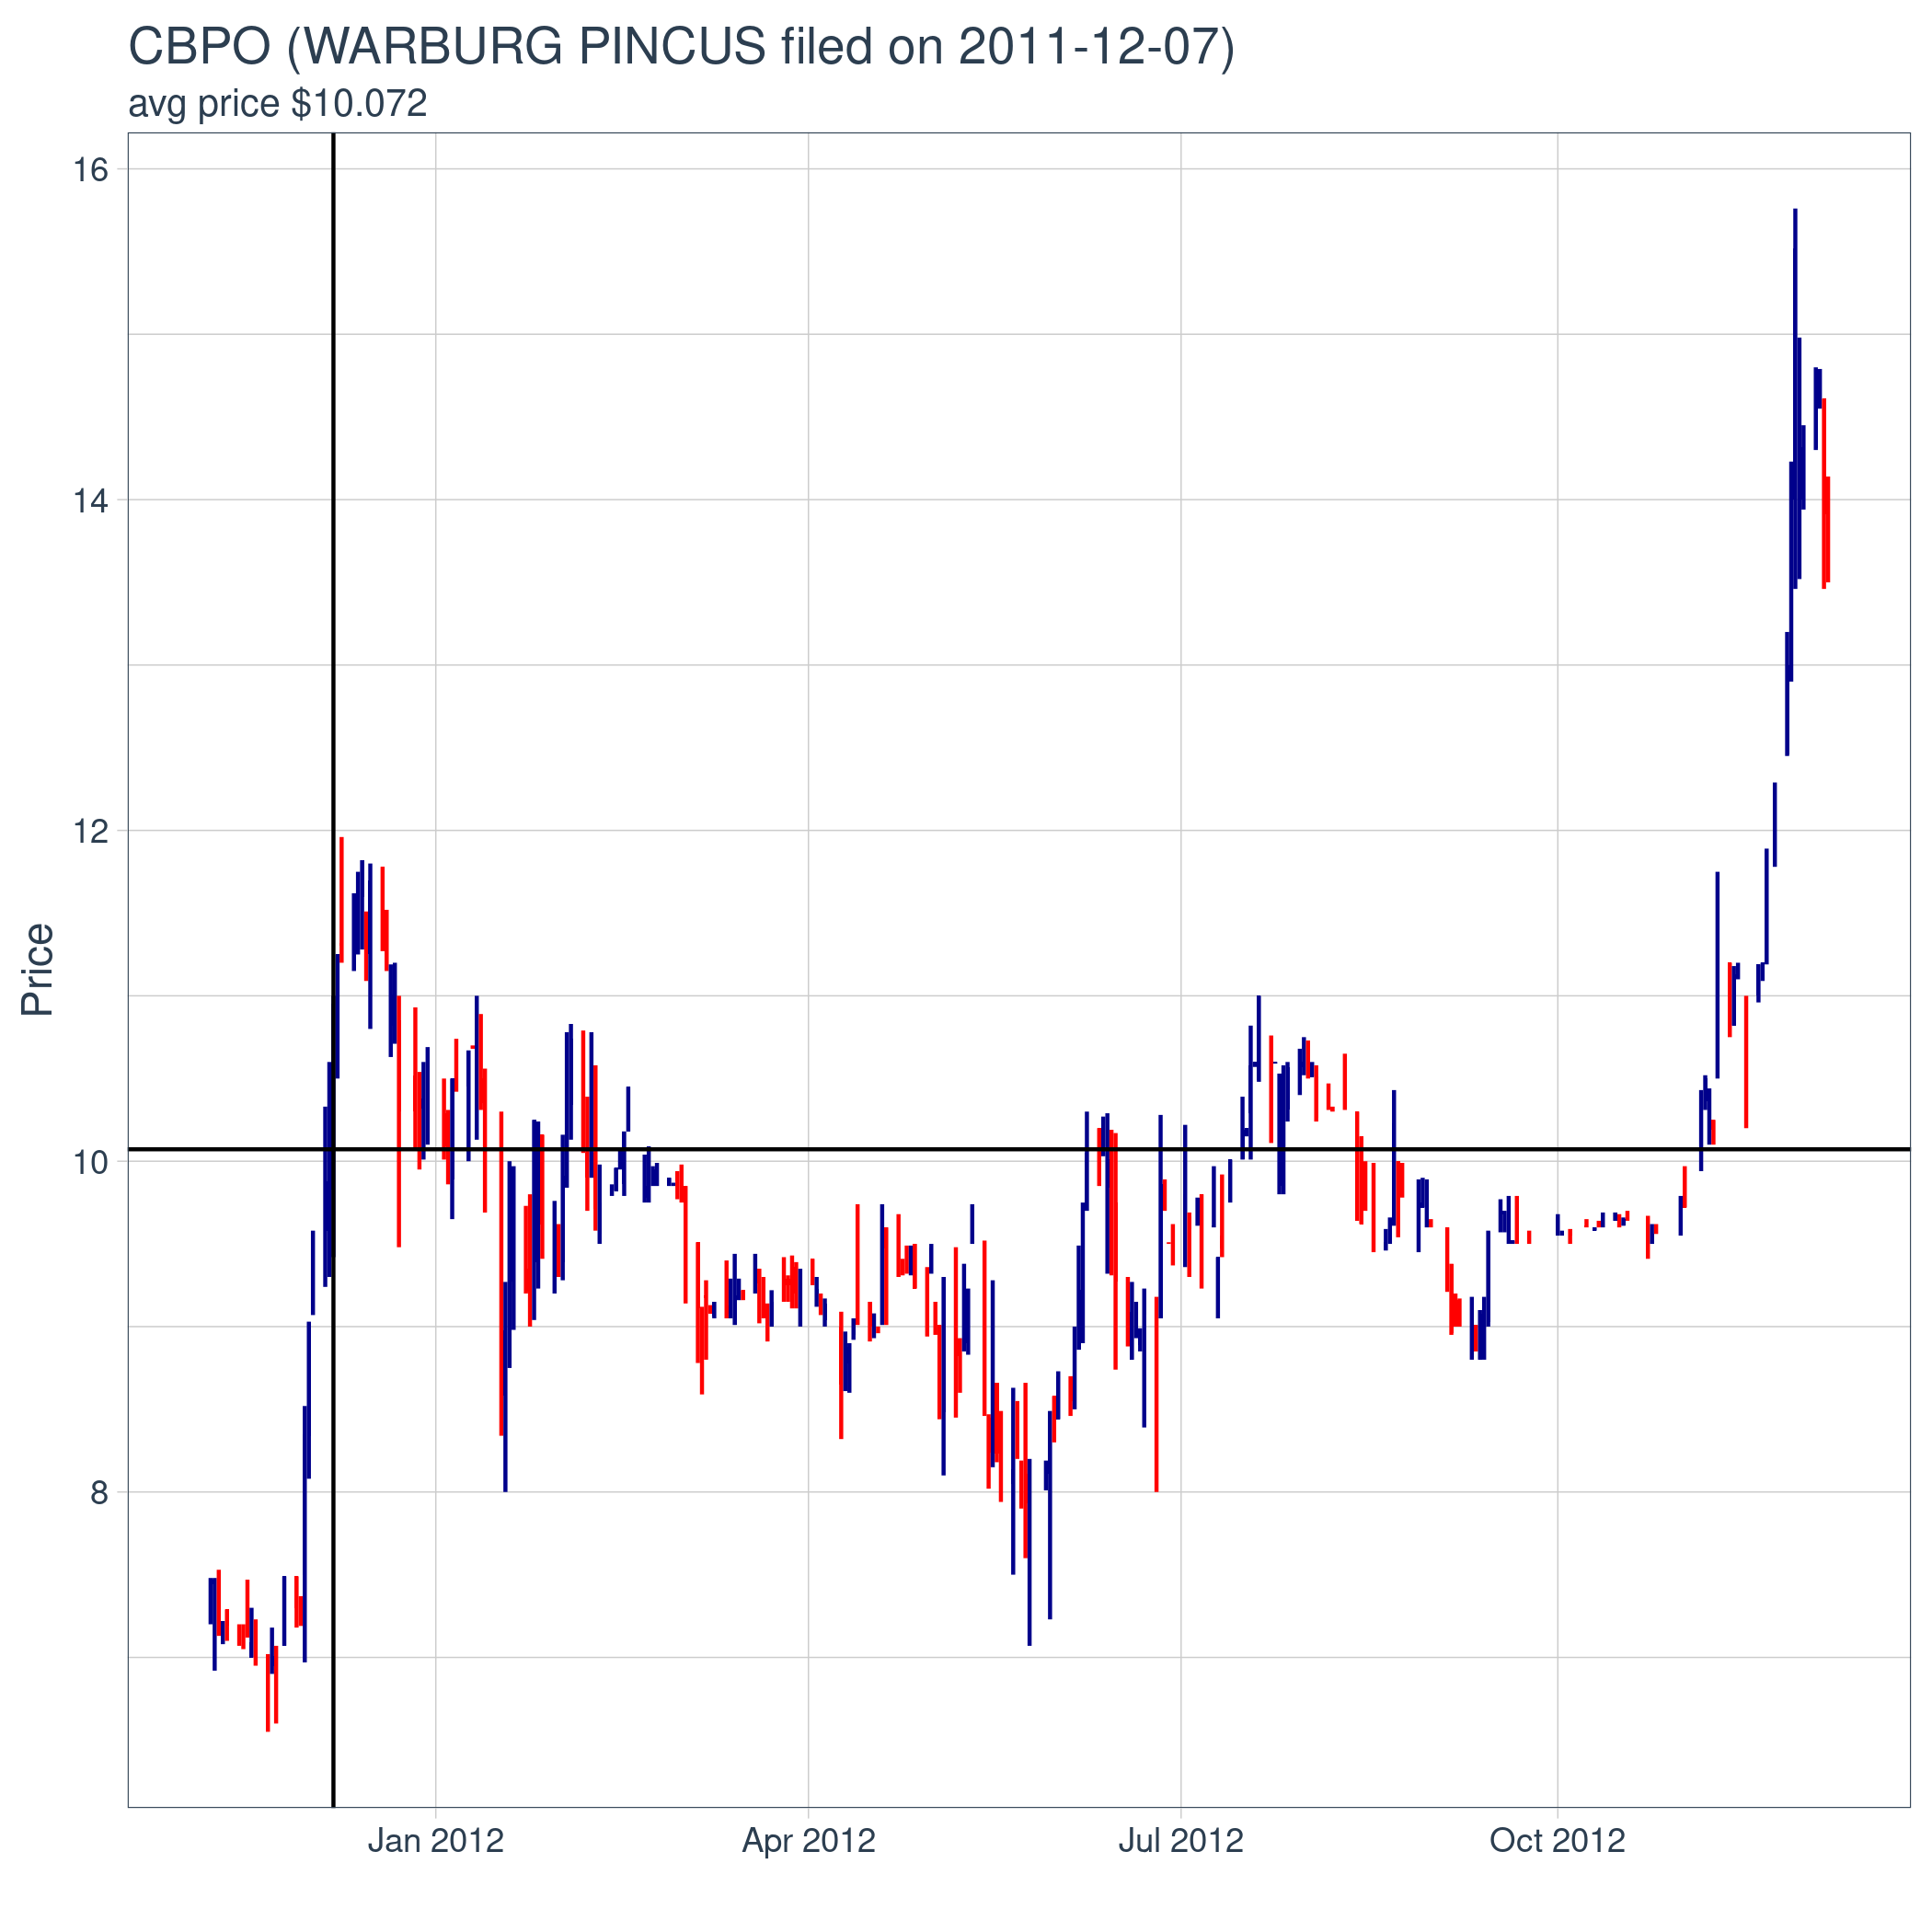 CBPO (WARBURG PINCUS filed on 2011-12-07)
avg price $10.072
16
14
12
10
8
Price
Jan 2012
Apr 2012
Jul 2012
Oct 2012